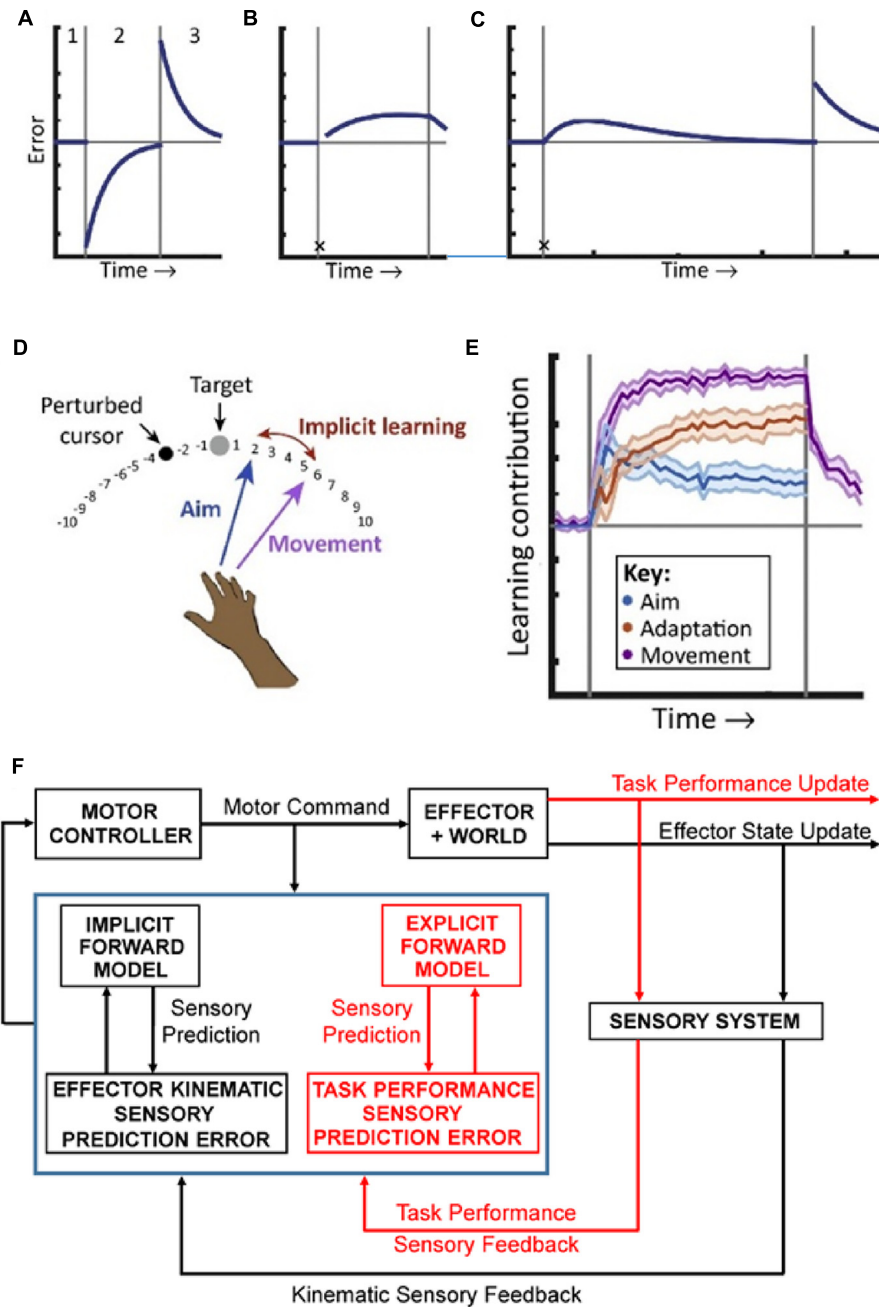 A
B
C
1
2
3
Error
Time →
×
Time →
×
Time →
D
E
Target
Perturbed
cursor
Implicit learning
-10
-9
-8
-7
-6
-5
-4
-2
-1
1
2
3
4
5
6
7
8
9
10
Aim
Movement
Learning contribution
Key:
Aim
Adaptation
Movement
Time →
F
MOTOR
CONTROLLER
Motor Command
EFFECTOR
+ WORLD
Task Performance Update
Effector State Update
IMPLICIT
FORWARD
MODEL
EXPLICIT
FORWARD
MODEL
Sensory
Prediction
Sensory
Prediction
SENSORY SYSTEM
EFFECTOR KINEMATIC
SENSORY
PREDICTION ERROR
TASK PERFORMANCE
SENSORY
PREDICTION ERROR
Task Performance
Sensory Feedback
Kinematic Sensory Feedback